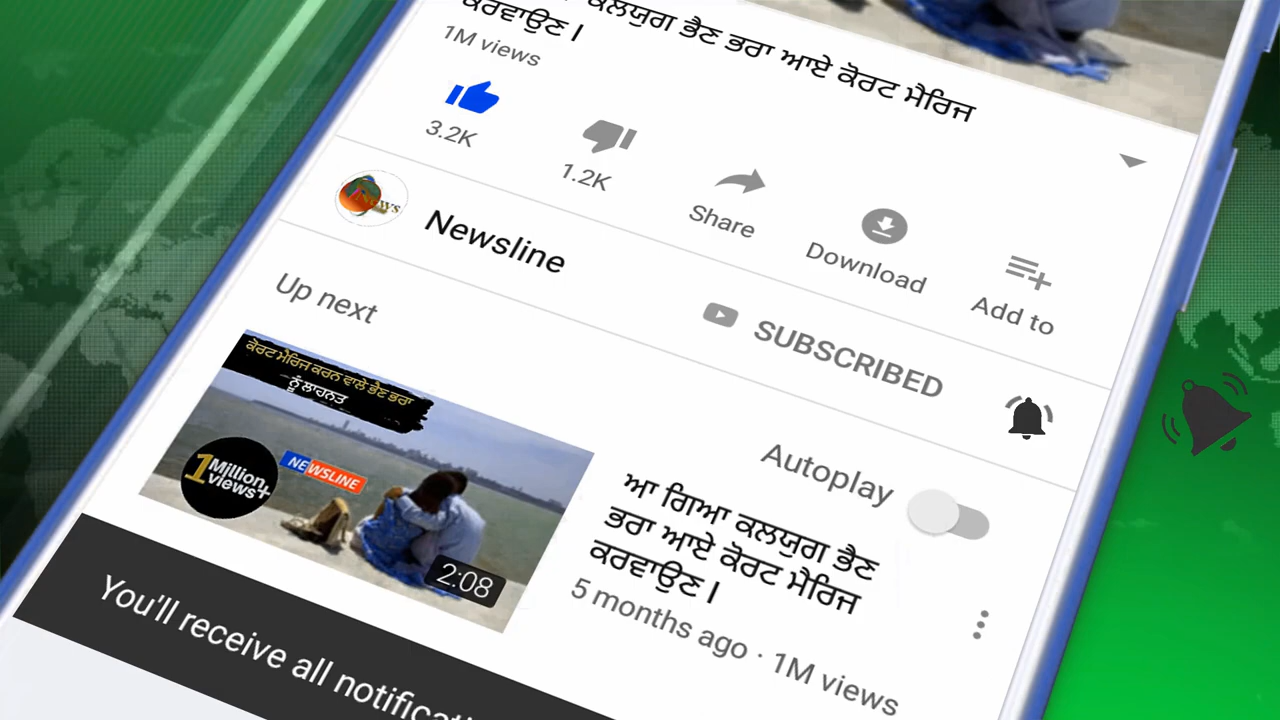 ਕਲਯੁਗ ਭੈਣ ਭਰਾ ਆਏ ਕੋਰਟ ਮੈਰਿਜ
ਕਰਵਾਉਣ |
1M views
3.2K
1.2K
Share
Download
Add to
News
Newsline
SUBSCRIBED
Up next
Autoplay
ਕੋਰਟ ਮੈਰਿਜ ਕਰਨ ਵਾਲੇ ਭੈਣ ਭਰਾ
ਨੂੰ ਲਾਹਨਤ
1 Million
views+
NEWSLINE
2:08
ਆ ਗਿਆ ਕਲਯੁਗ ਭੈਣ
ਭਰਾ ਆਏ ਕੋਰਟ ਮੈਰਿਜ
ਕਰਵਾਉਣ |
5 months ago · 1M views
You'll receive all